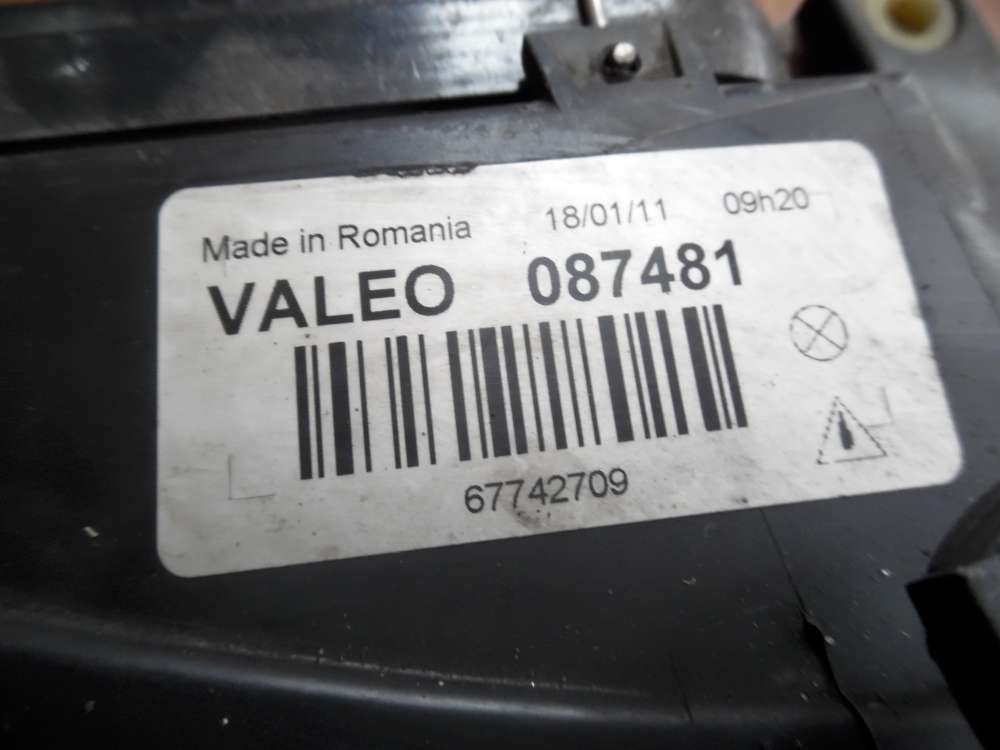 Made in Romania 18/01/11 09h20
VALEO 087481
67742709